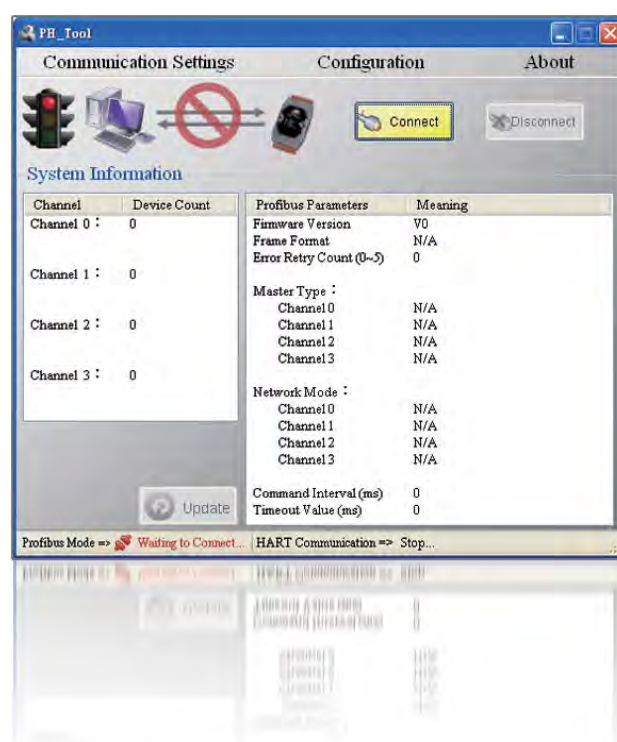 PH_Tool
Communication Settings Configuration About
Connect Disconnect
System Information
Channel Device Count
Channel 0 : 0
Channel 1 : 0
Channel 2 : 0
Channel 3 : 0
Update
Profibus Parameters Meaning
Firmware Version V0
Frame Format N/A
Error Retry Count (0~5) 0
Master Type :
Channel 0 N/A
Channel 1 N/A
Channel 2 N/A
Channel 3 N/A
Network Mode :
Channel 0 N/A
Channel 1 N/A
Channel 2 N/A
Channel 3 N/A
Command Interval (ms) 0
Timeout Value (ms) 0
Profibus Mode => Waiting to Connect... HART Communication => Stop...